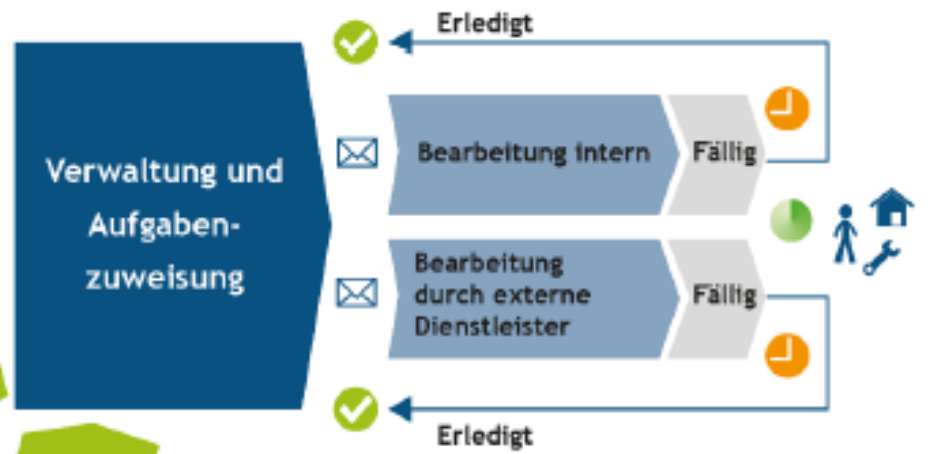 Erledigt
Verwaltung und
Aufgaben-
zuweisung
Bearbeitung intern
Fällig
Bearbeitung
durch externe
Dienstleister
Fällig
Erledigt